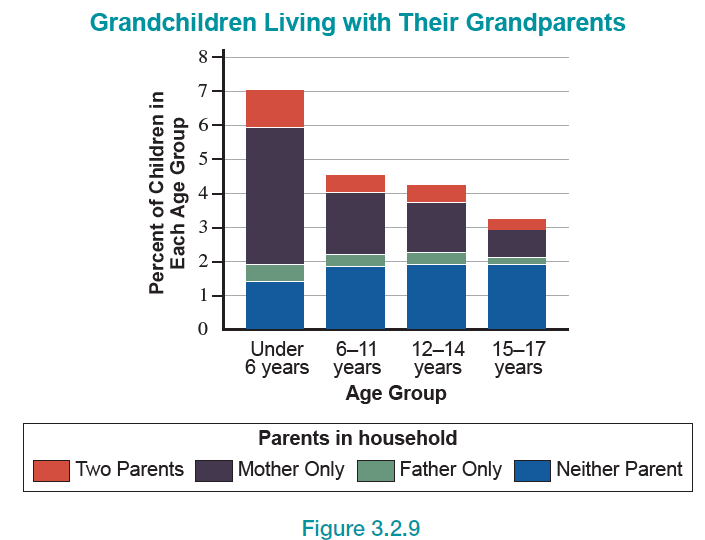 Grandchildren Living with Their Grandparents
Percent of Children in
Each Age Group
8
7
6
5
4
3
2
1
0
Under
6 years
6–11
years
12–14
years
15–17
years
Age Group
Parents in household
Two Parents
Mother Only
Father Only
Neither Parent
Figure 3.2.9